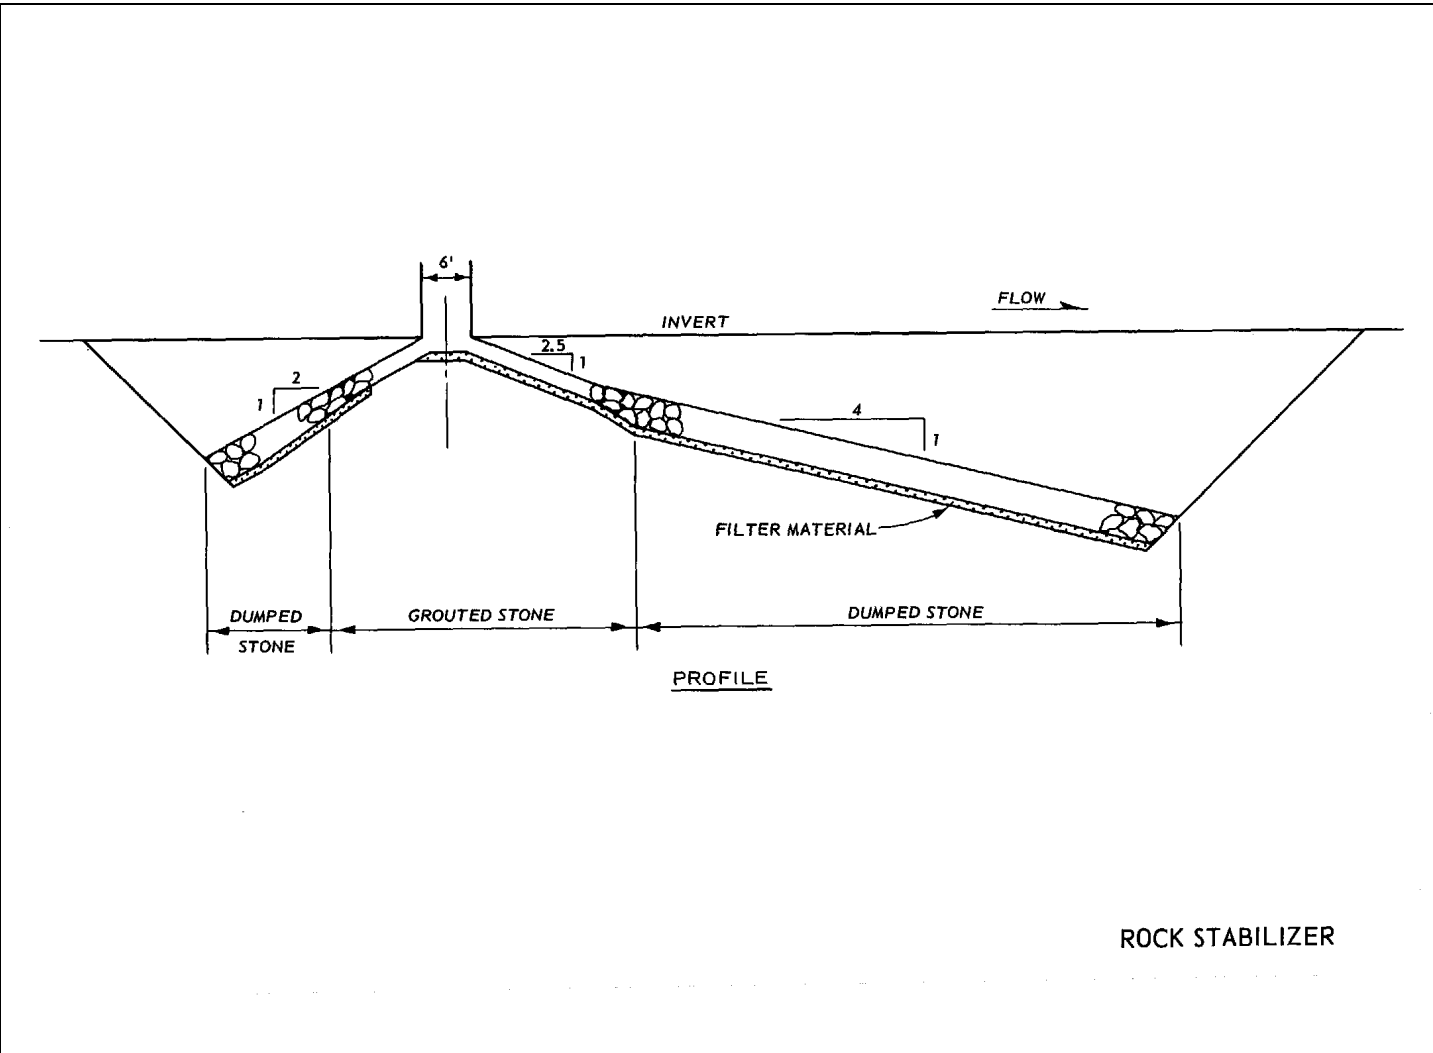 6'
FLOW
INVERT
2.5
1
2
1
4
1
FILTER MATERIAL
DUMPED
STONE
GROUTED STONE
DUMPED STONE
PROFILE
ROCK STABILIZER